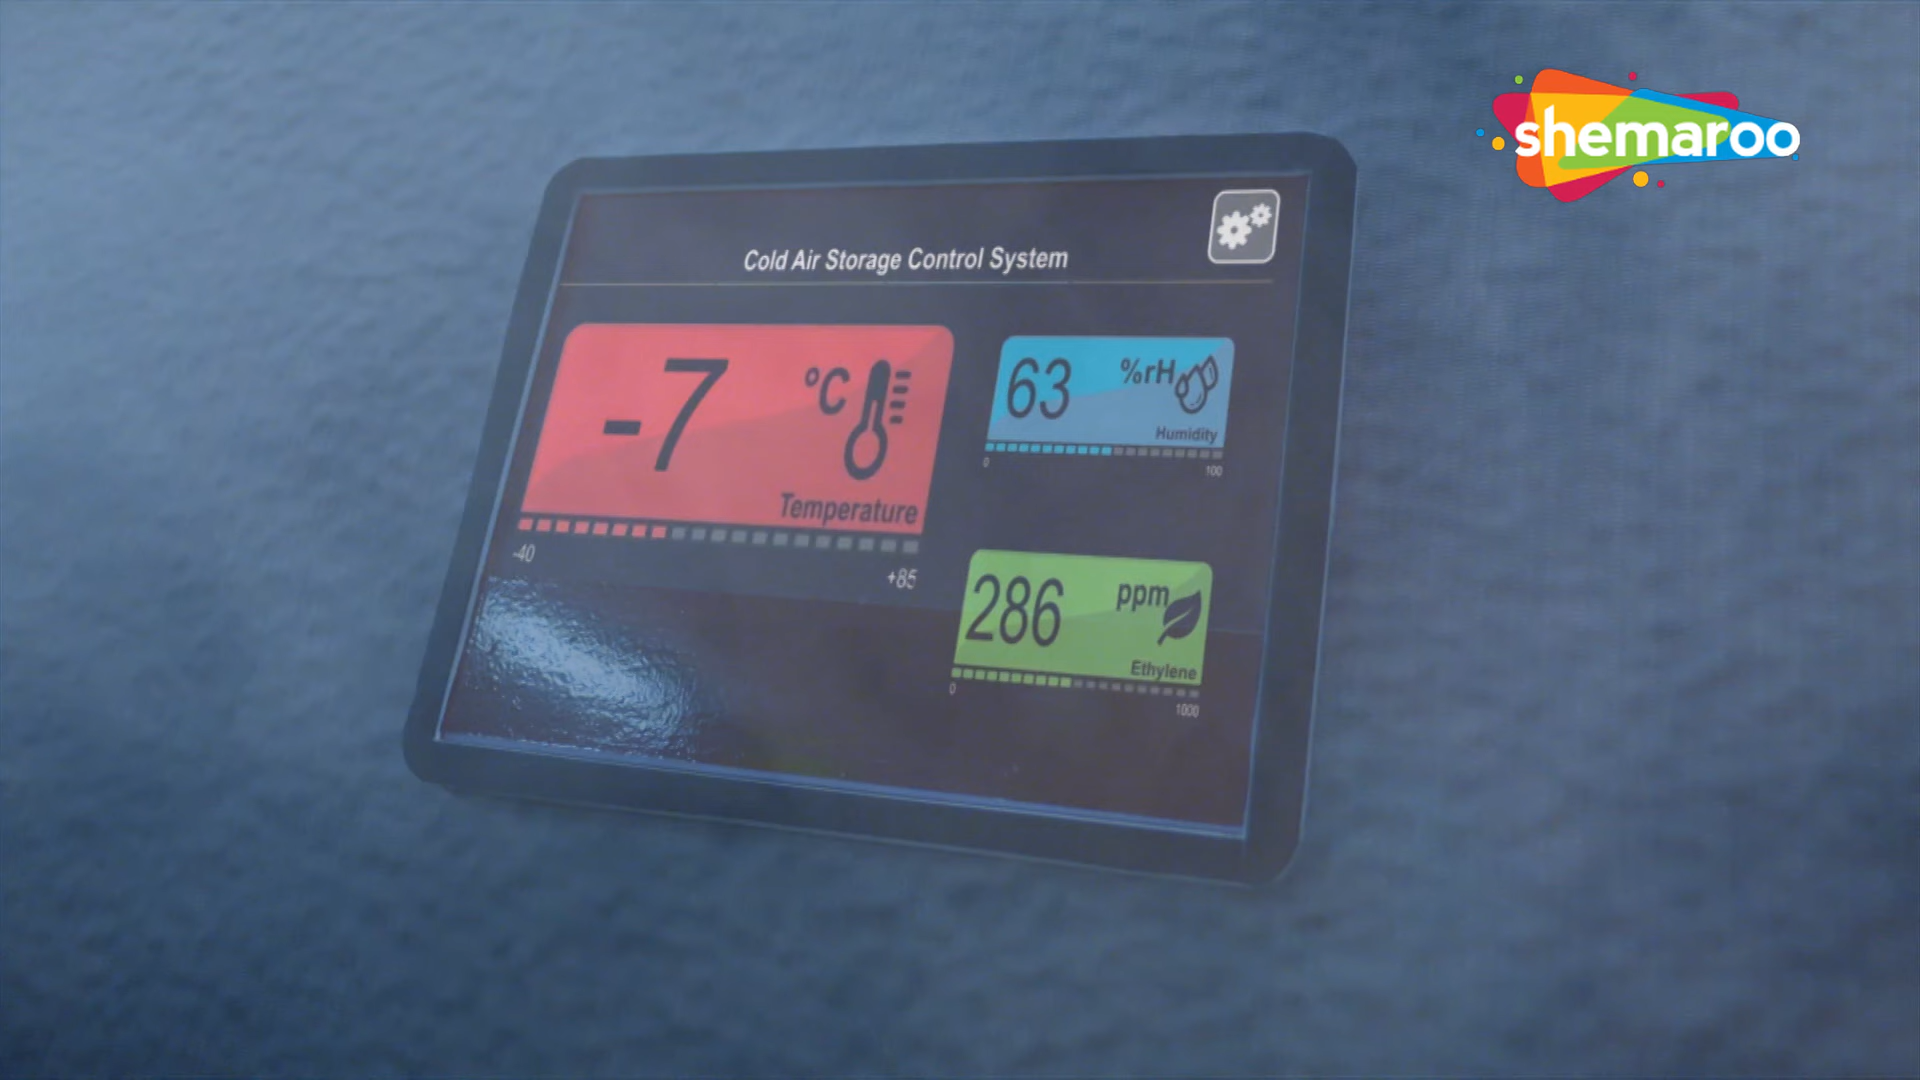 shemaroo
Cold Air Storage Control System
-7 °C
Temperature
-40 +85
63 %rH
Humidity
0 100
286 ppm
Ethylene
0 1000